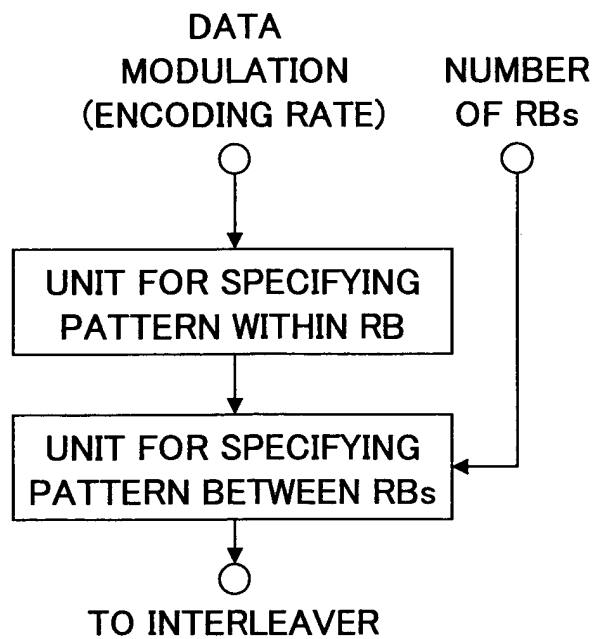 DATA
MODULATION
(ENCODING RATE)
NUMBER
OF RBs
UNIT FOR SPECIFYING
PATTERN WITHIN RB
UNIT FOR SPECIFYING
PATTERN BETWEEN RBs
TO INTERLEAVER